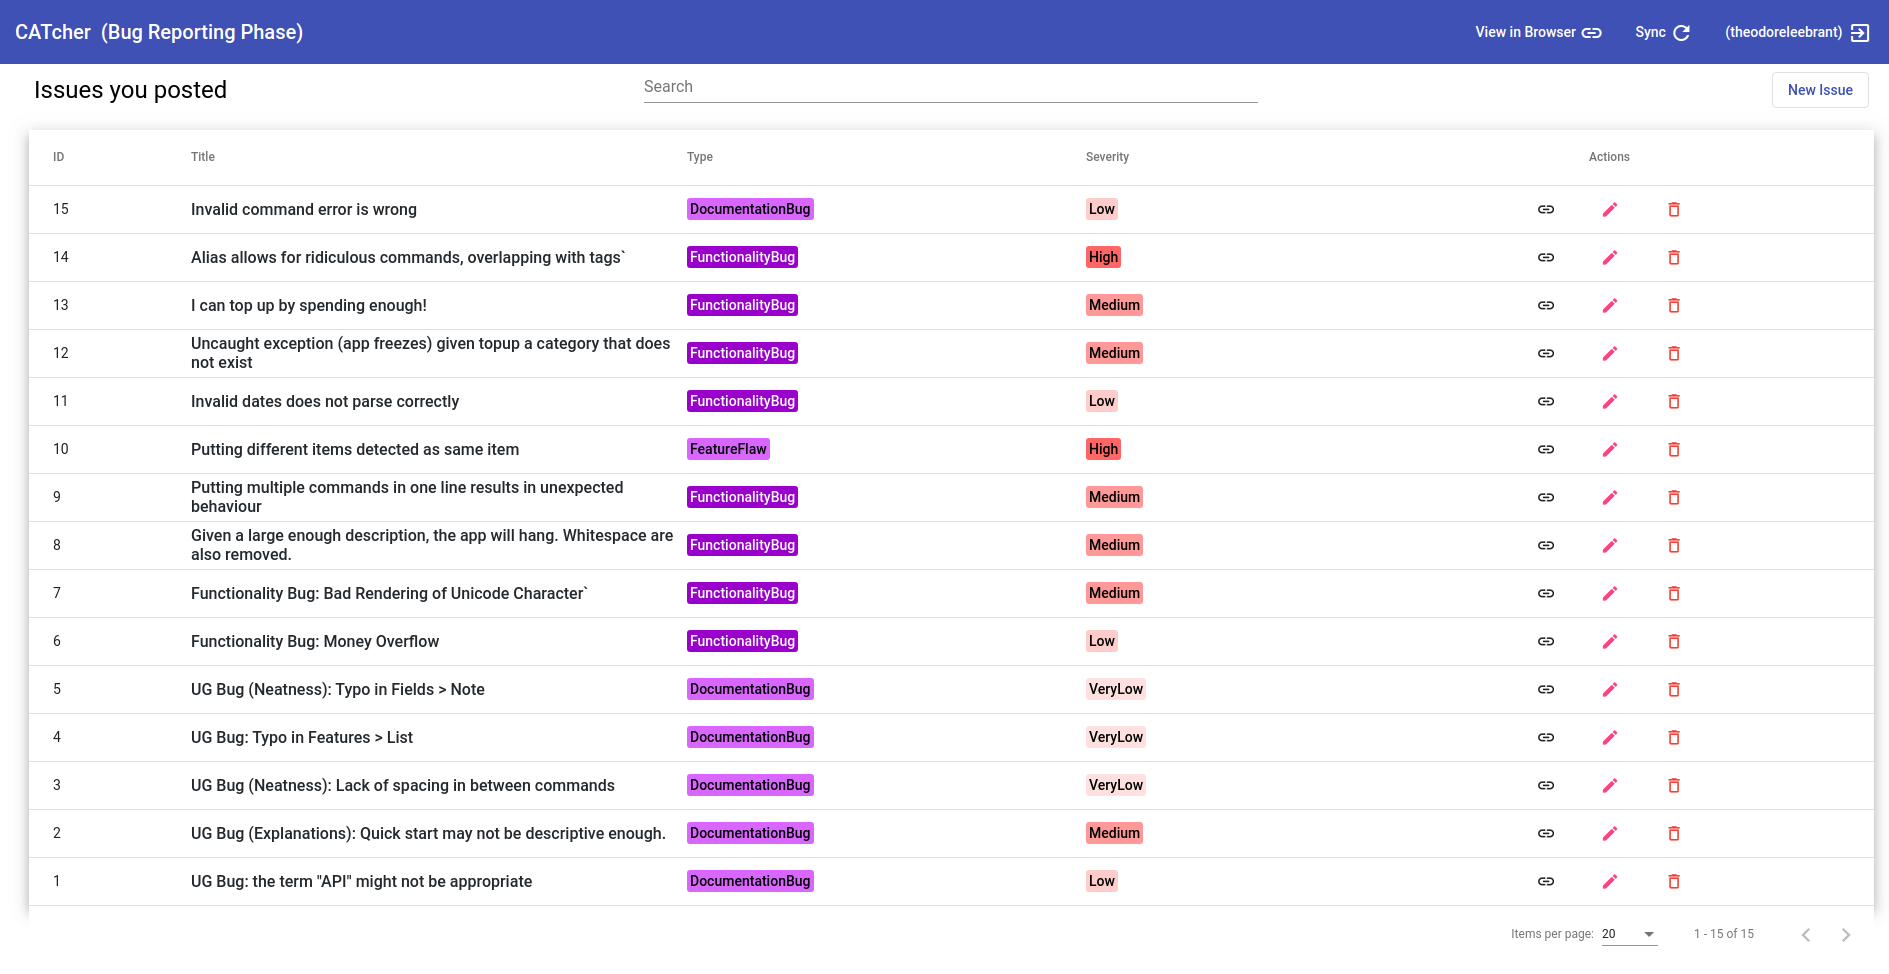 CATcher (Bug Reporting Phase)
View in Browser
Sync
(theodoreleebrant)
Issues you posted
Search
New Issue
ID Title Type Severity Actions
15 Invalid command error is wrong DocumentationBug Low
14 Alias allows for ridiculous commands, overlapping with tags` FunctionalityBug High
13 I can top up by spending enough! FunctionalityBug Medium
12 Uncaught exception (app freezes) given topup a category that does
not exist FunctionalityBug Medium
11 Invalid dates does not parse correctly FunctionalityBug Low
10 Putting different items detected as same item FeatureFlaw High
9 Putting multiple commands in one line results in unexpected
behaviour FunctionalityBug Medium
8 Given a large enough description, the app will hang. Whitespace are
also removed. FunctionalityBug Medium
7 Functionality Bug: Bad Rendering of Unicode Character` FunctionalityBug Medium
6 Functionality Bug: Money Overflow FunctionalityBug Low
5 UG Bug (Neatness): Typo in Fields > Note DocumentationBug VeryLow
4 UG Bug: Typo in Features > List DocumentationBug VeryLow
3 UG Bug (Neatness): Lack of spacing in between commands DocumentationBug VeryLow
2 UG Bug (Explanations): Quick start may not be descriptive enough. DocumentationBug Medium
1 UG Bug: the term "API" might not be appropriate DocumentationBug Low
Items per page: 20 1 - 15 of 15